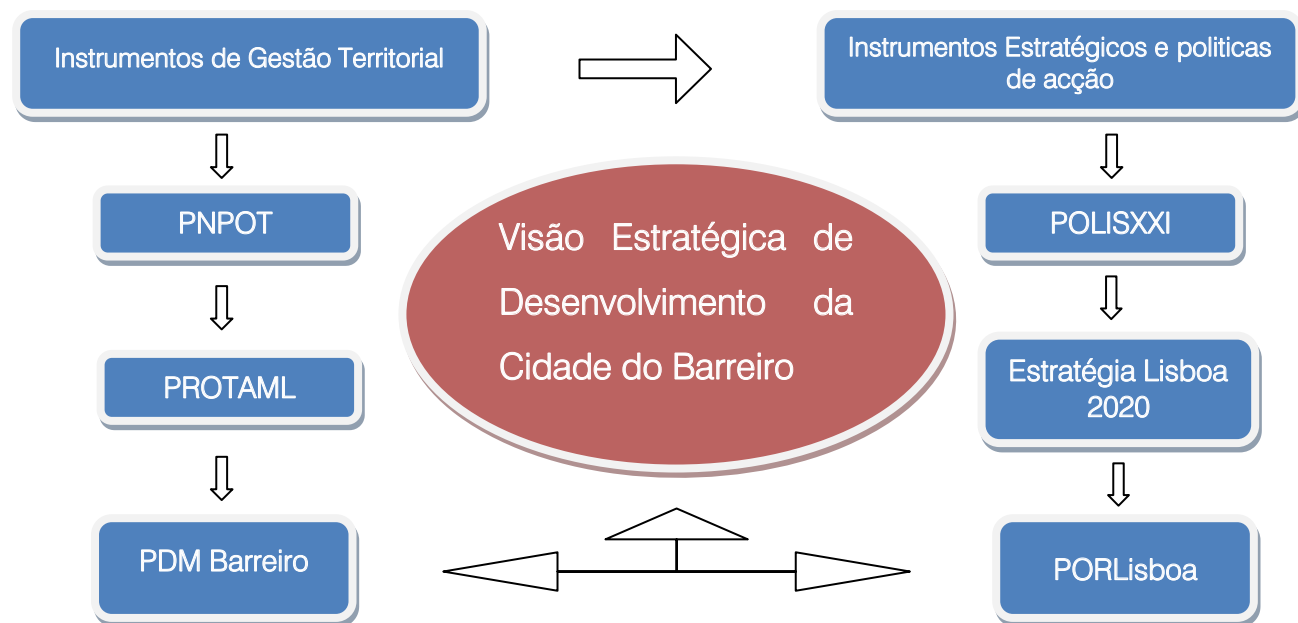 Instrumentos de Gestão Territorial
Instrumentos Estratégicos e politicas
de acção
PNPOT
POLISXXI
Visão Estratégica de
Desenvolvimento da
Cidade do Barreiro
PROTAML
Estratégia Lisboa
2020
PDM Barreiro
PORLisboa